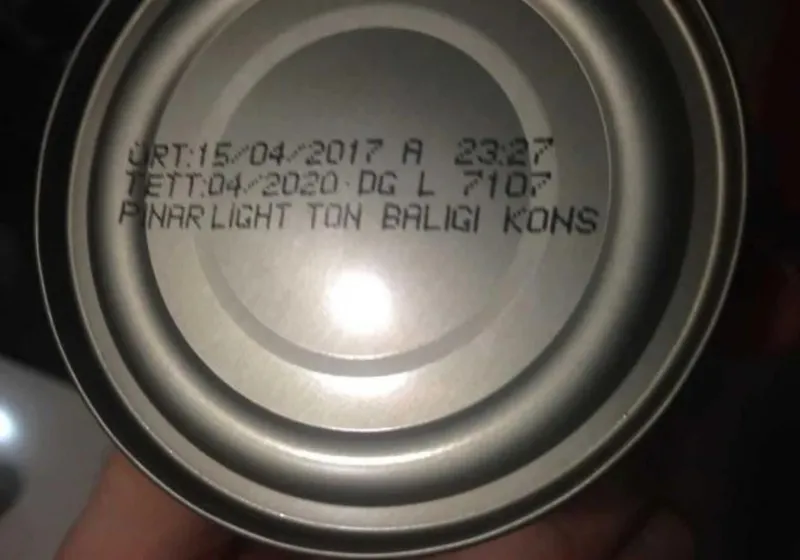 ÜRT:15/04/2017 A 23:27
TETT:04/2020 DG L 7107
PINAR LIGHT TON BALIGI KONS